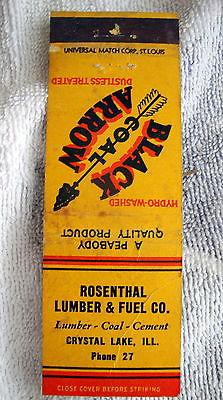 UNIVERSAL MATCH CORP., ST. LOUIS
HYDRO-WASHED
BLACK
COAL
ARROW
DUSTLESS TREATED
A PEABODY
QUALITY PRODUCT
ROSENTHAL
LUMBER & FUEL CO.
Lumber - Coal - Cement
CRYSTAL LAKE, ILL.
Phone 27
CLOSE COVER BEFORE STRIKING